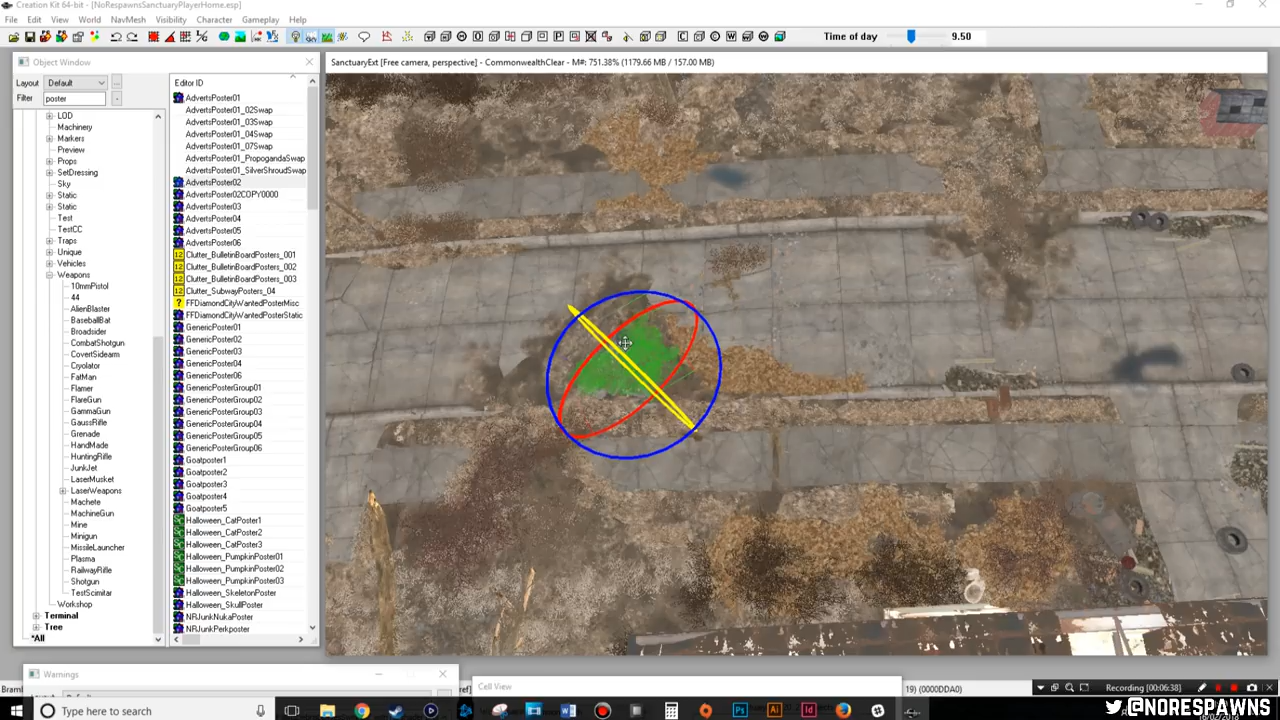 Creation Kit 64-bit - [NoRespawnsSanctuaryPlayerHome.esp]
File Edit View World NavMesh Visibility Character Gameplay Help
Time of day 9.50
Object Window
SanctuaryExt [Free camera, perspective] - CommonwealthClear - M#: 751.38% (1179.66 MB / 157.00 MB)
Layout Default ...
Filter poster
LOD
Machinery
Markers
Preview
Props
SetDressing
Sky
Static
Static
Test
TestCC
Traps
Unique
Vehicles
Weapons
10mmPistol
44
AlienBlaster
BaseballBat
Broadsider
CombatShotgun
CovertSidearm
Cryolator
FatMan
Flamer
FlareGun
GammaGun
GaussRifle
Grenade
HandMade
HuntingRifle
JunkJet
LaserMusket
LaserWeapons
Machete
MachineGun
Mine
Minigun
MissileLauncher
Plasma
RailwayRifle
Shotgun
TestScimitar
Workshop
Terminal
Tree
*All
Editor ID
AdvertsPoster01
AdvertsPoster01_02Swap
AdvertsPoster01_03Swap
AdvertsPoster01_04Swap
AdvertsPoster01_07Swap
AdvertsPoster01_PropogandaSwap
AdvertsPoster01_SilverShroudSwap
AdvertsPoster02
AdvertsPoster02COPY0000
AdvertsPoster03
AdvertsPoster04
AdvertsPoster05
AdvertsPoster06
Clutter_BulletinBoardPosters_001
Clutter_BulletinBoardPosters_002
Clutter_BulletinBoardPosters_003
Clutter_SubwayPosters_04
FFDiamondCityWantedPosterMisc
FFDiamondCityWantedPosterStatic
GenericPoster01
GenericPoster02
GenericPoster03
GenericPoster04
GenericPoster06
GenericPosterGroup01
GenericPosterGroup02
GenericPosterGroup03
GenericPosterGroup04
GenericPosterGroup05
GenericPosterGroup06
Goatposter1
Goatposter2
Goatposter3
Goatposter4
Goatposter5
Halloween_CatPoster1
Halloween_CatPoster2
Halloween_CatPoster3
Halloween_PumpkinPoster01
Halloween_PumpkinPoster02
Halloween_PumpkinPoster03
Halloween_SkeletonPoster
Halloween_SkullPoster
NRJunkNukaPoster
NRJunkPerkposter
Warnings
Cell View
19) (0000DDA0)
Recording [00:06:38]
Type here to search
@NORESPAWNS